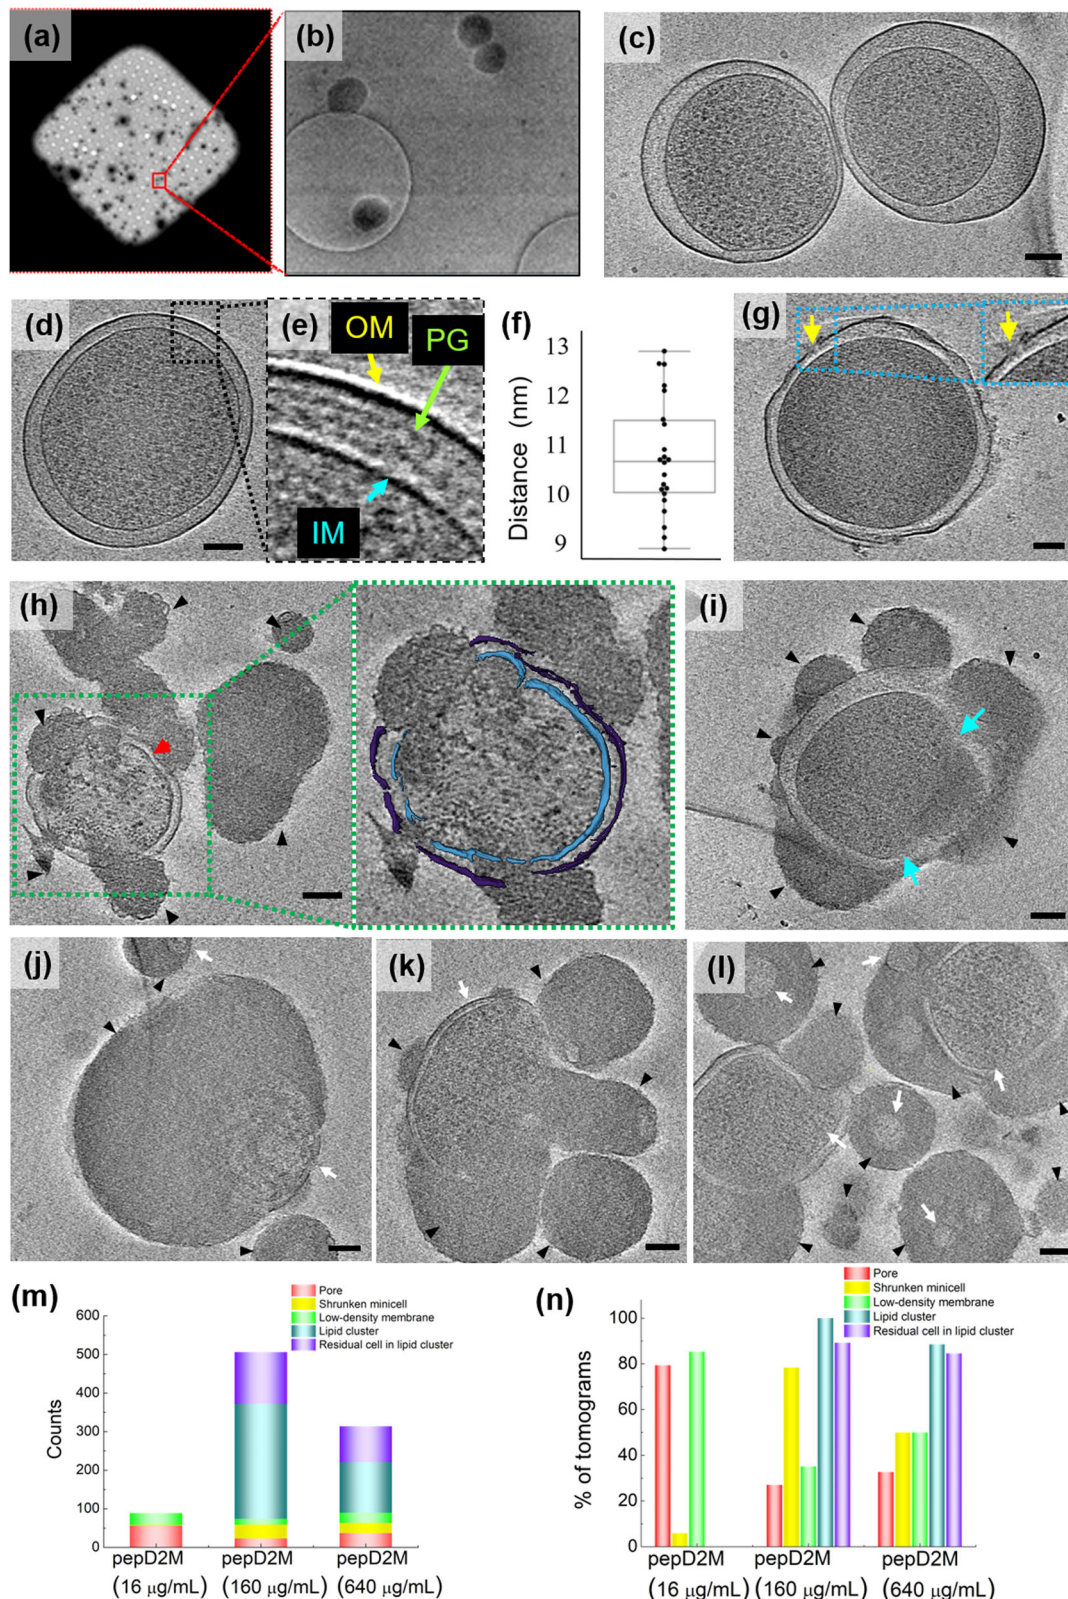 (a)
(b)
(c)
(d)
(e)
OM
PG
IM
(f)
Distance (nm)
13
12
11
10
9
(g)
(h)
(i)
(j)
(k)
(l)
(m)
Pore
Shrunken minicell
Low-density membrane
Lipid cluster
Residual cell in lipid cluster
Counts
600
500
400
300
200
100
0
pepD2M pepD2M pepD2M
(16 μg/mL) (160 μg/mL) (640 μg/mL)
(n)
Pore
Shrunken minicell
Low-density membrane
Lipid cluster
Residual cell in lipid cluster
% of tomograms
100
80
60
40
20
0
pepD2M pepD2M pepD2M
(16 μg/mL) (160 μg/mL) (640 μg/mL)